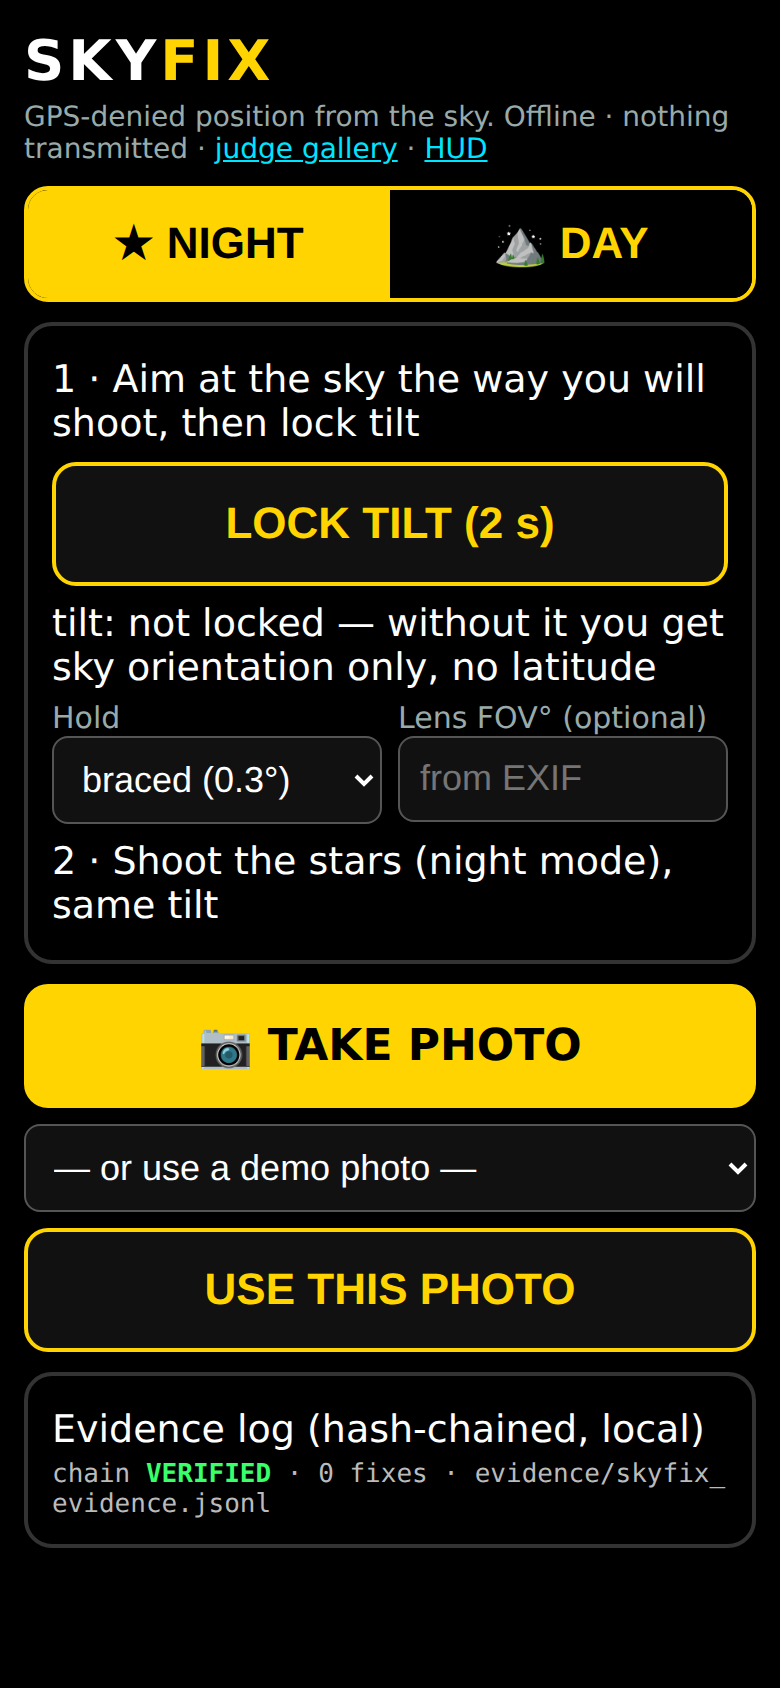 SKYFIX
GPS-denied position from the sky. Offline · nothing
transmitted · judge gallery · HUD
★ NIGHT
DAY
1 · Aim at the sky the way you will
shoot, then lock tilt
LOCK TILT (2 s)
tilt: not locked — without it you get
sky orientation only, no latitude
Hold
Lens FOV° (optional)
braced (0.3°)
from EXIF
2 · Shoot the stars (night mode),
same tilt
TAKE PHOTO
— or use a demo photo —
USE THIS PHOTO
Evidence log (hash-chained, local)
chain VERIFIED · 0 fixes · evidence/skyfix_
evidence.jsonl